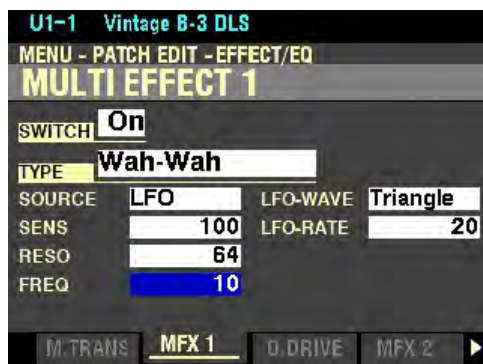 U1-1 Vintage B-3 DLS
MENU - PATCH EDIT - EFFECT/EQ
MULTI EFFECT 1
SWITCH On
TYPE Wah-Wah
SOURCE LFO LFO-WAVE Triangle
SENS 100 LFO-RATE 20
RESO 64
FREQ 10
M.TRANS MFX 1 O.DRIVE MFX 2